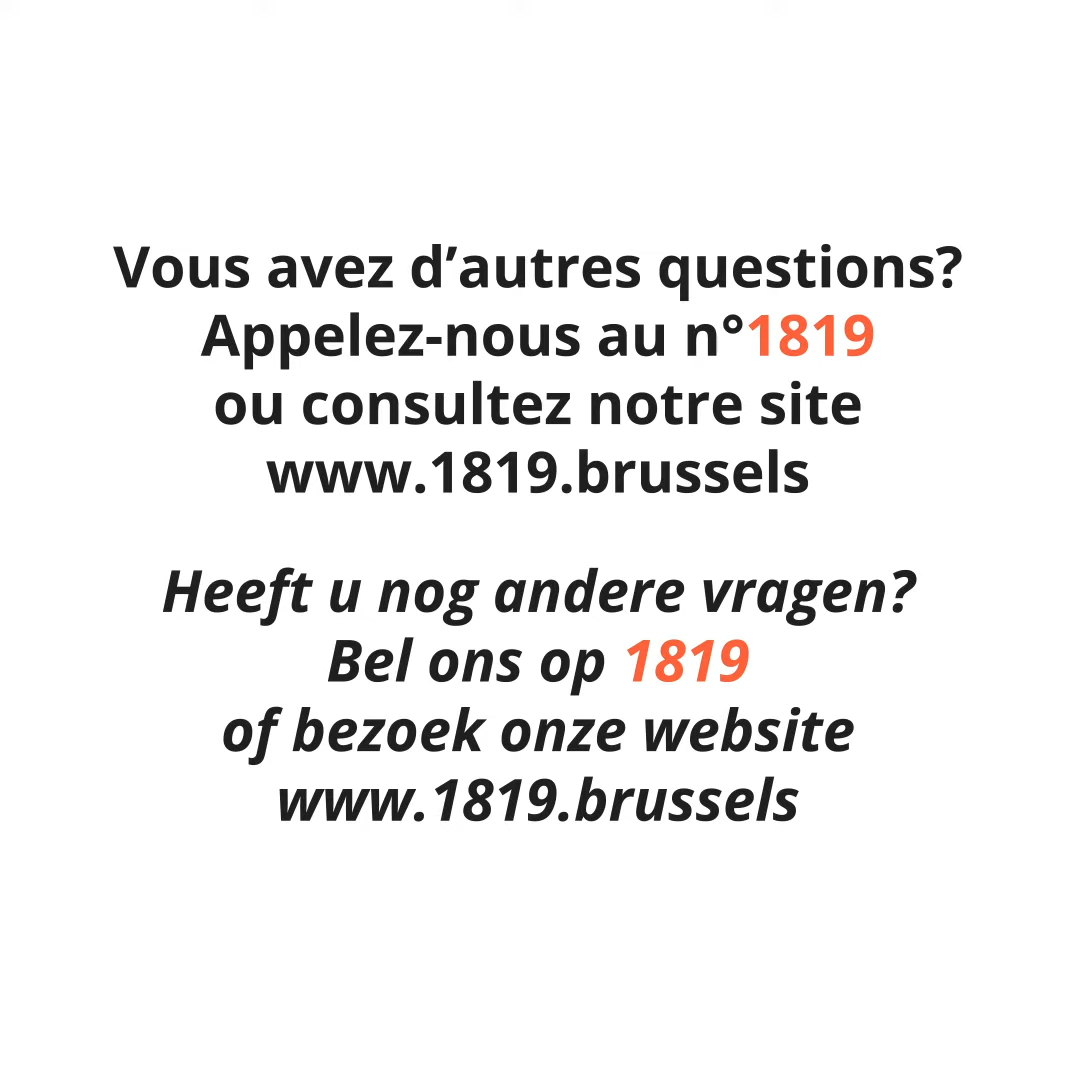 Vous avez d’autres questions?
Appelez-nous au n°1819
ou consultez notre site
www.1819.brussels
Heeft u nog andere vragen?
Bel ons op 1819
of bezoek onze website
www.1819.brussels